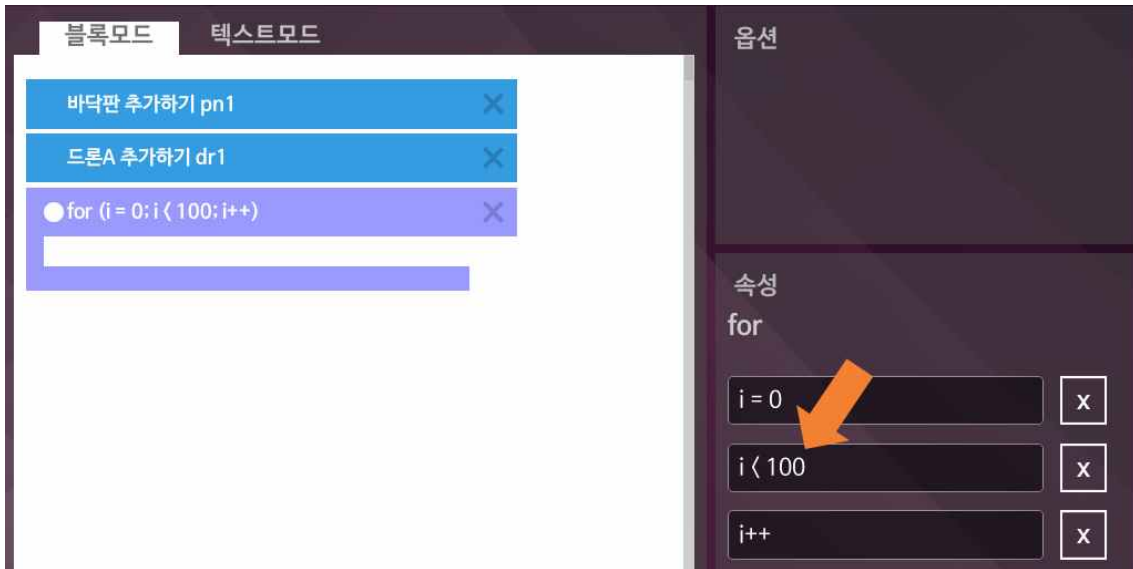 블록모드
텍스트모드
바닥판 추가하기 pn1
드론A 추가하기 dr1
for (i = 0; i < 100; i++)
옵션
속성
for
i = 0
x
i < 100
x
i++
x